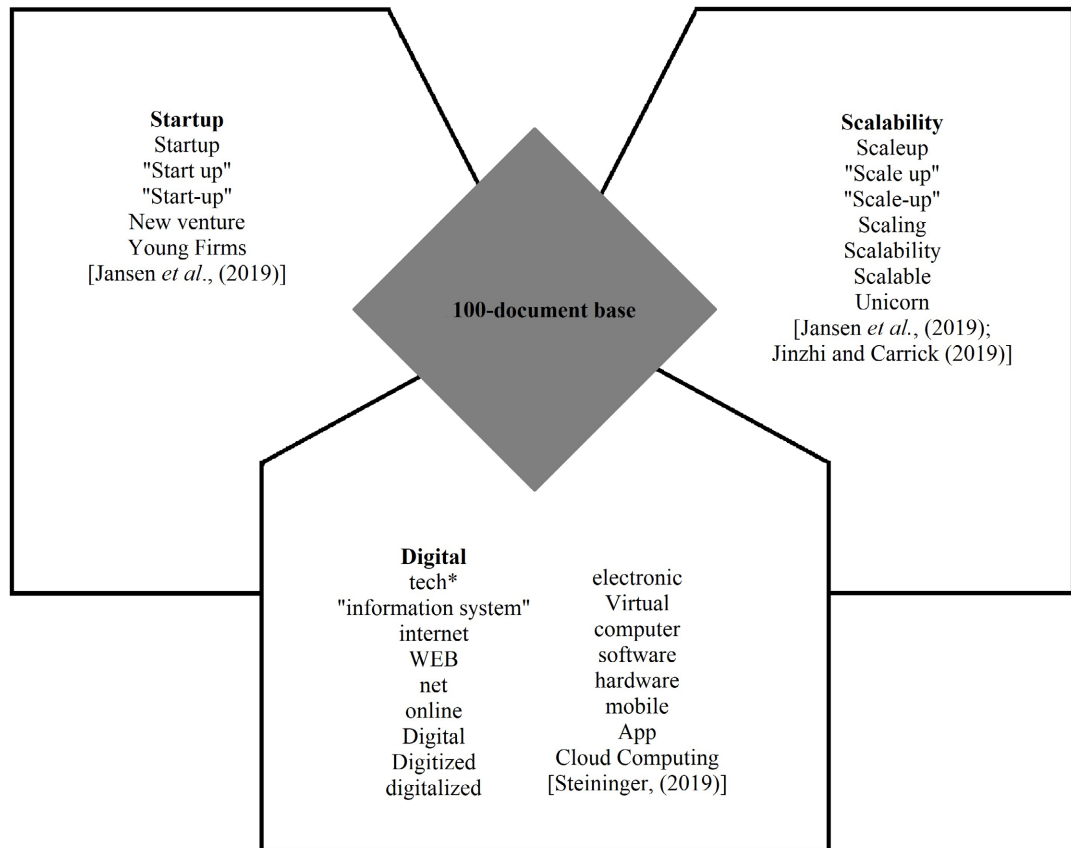 Startup
Startup
"Start up"
"Start-up"
New venture
Young Firms
[Jansen et al., (2019)]
Scalability
Scaleup
"Scale up"
"Scale-up"
Scaling
Scalability
Scalable
Unicorn
[Jansen et al., (2019);
Jinzhi and Carrick (2019)]
100-document base
Digital
tech*
"information system"
internet
WEB
net
online
Digital
Digitized
digitalized
electronic
Virtual
computer
software
hardware
mobile
App
Cloud Computing
[Steininger, (2019)]